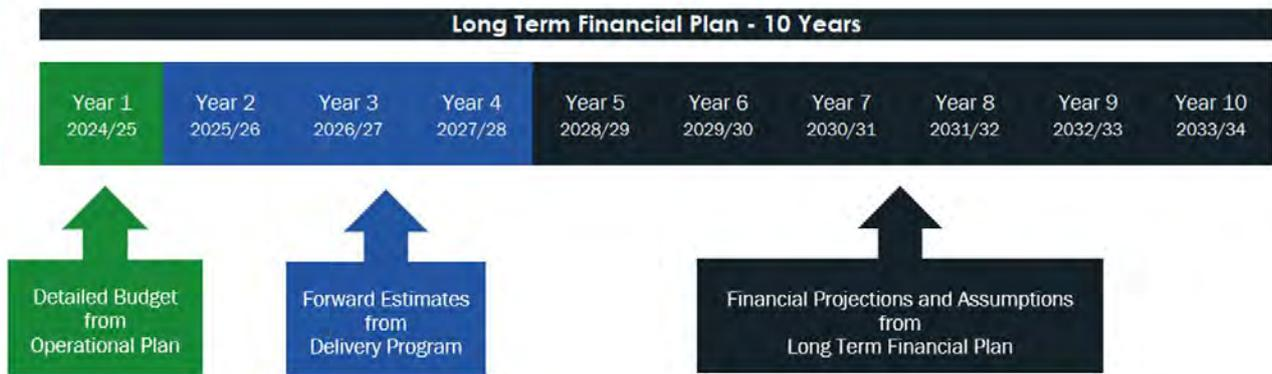 Long Term Financial Plan - 10 Years
Year 1 Year 2 Year 3 Year 4 Year 5 Year 6 Year 7 Year 8 Year 9 Year 10
2024/25 2025/26 2026/27 2027/28 2028/29 2029/30 2030/31 2031/32 2032/33 2033/34
Detailed Budget
from
Operational Plan
Forward Estimates
from
Delivery Program
Financial Projections and Assumptions
from
Long Term Financial Plan